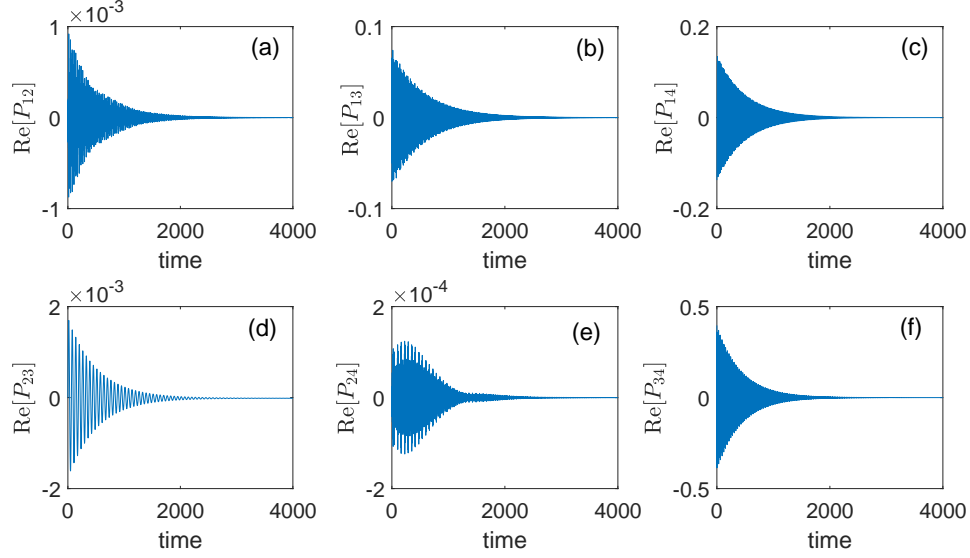 ×10⁻³
1
0
-1
Re[P₁₂]
(a)
0 2000 4000
time
0.1
0
-0.1
Re[P₁₃]
(b)
0 2000 4000
time
0.2
0
-0.2
Re[P₁₄]
(c)
0 2000 4000
time
×10⁻³
2
0
-2
Re[P₂₃]
(d)
0 2000 4000
time
×10⁻⁴
2
0
-2
Re[P₂₄]
(e)
0 2000 4000
time
0.5
0
-0.5
Re[P₃₄]
(f)
0 2000 4000
time